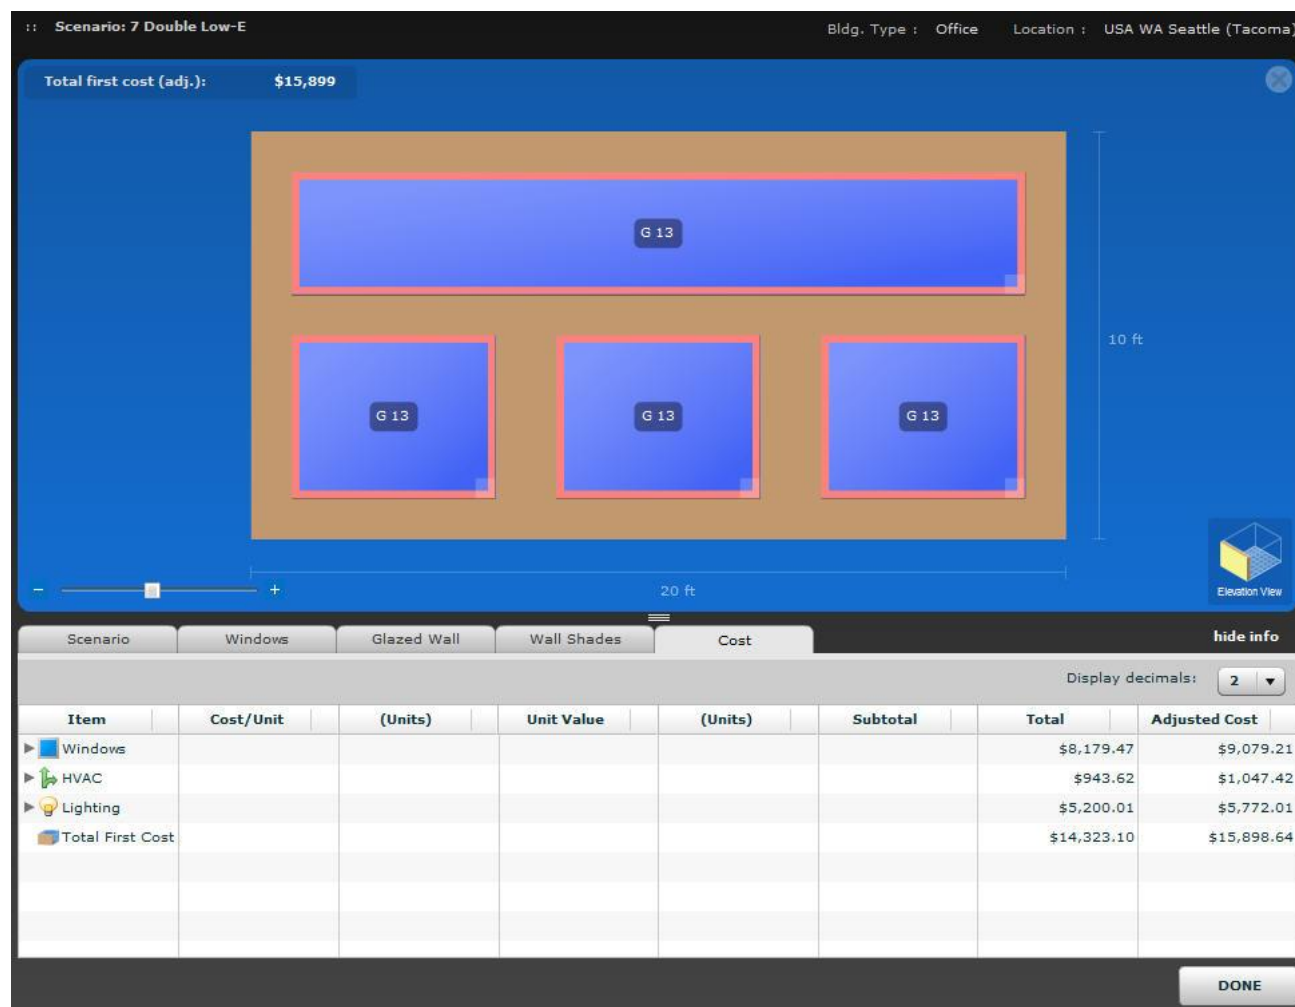 :: Scenario: 7 Double Low-E Bldg. Type : Office Location : USA WA Seattle (Tacoma)
Total first cost (adj.): $15,899
G 13
10 ft
G 13 G 13 G 13
- + 20 ft
Elevation View
Scenario Windows Glazed Wall Wall Shades Cost hide info
Display decimals: 2
Item Cost/Unit (Units) Unit Value (Units) Subtotal Total Adjusted Cost
Windows $8,179.47 $9,079.21
HVAC $943.62 $1,047.42
Lighting $5,200.01 $5,772.01
Total First Cost $14,323.10 $15,898.64
DONE